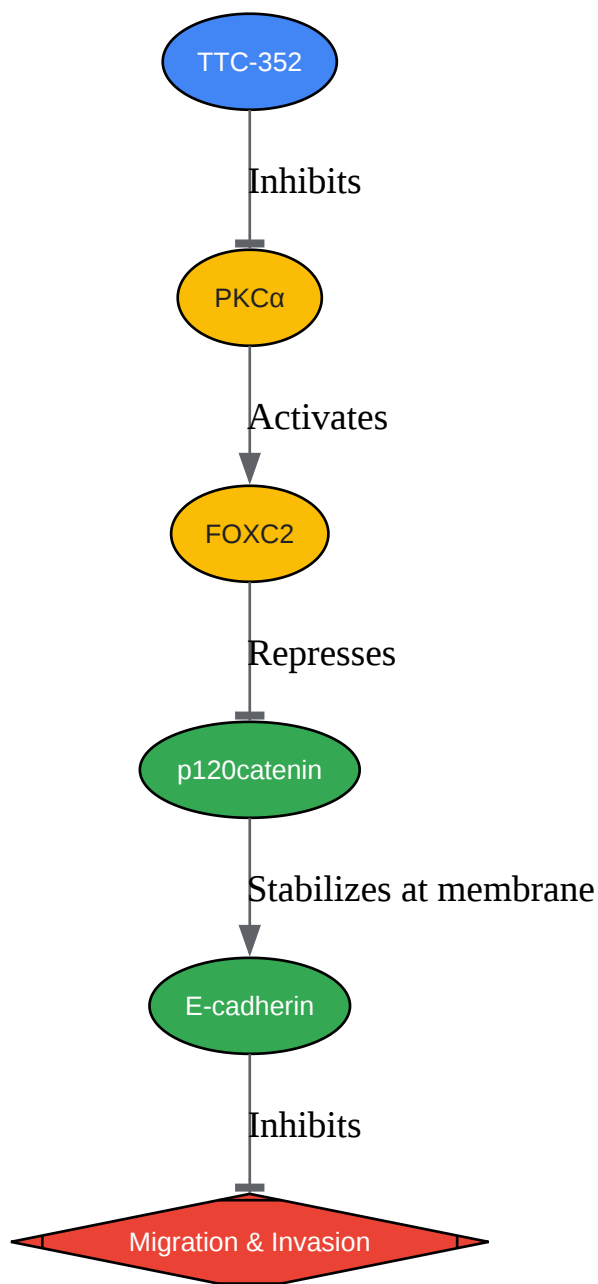 TTC-352
Inhibits
PKCα
Activates
FOXC2
Represses
p120catenin
Stabilizes at membrane
E-cadherin
Inhibits
Migration & Invasion